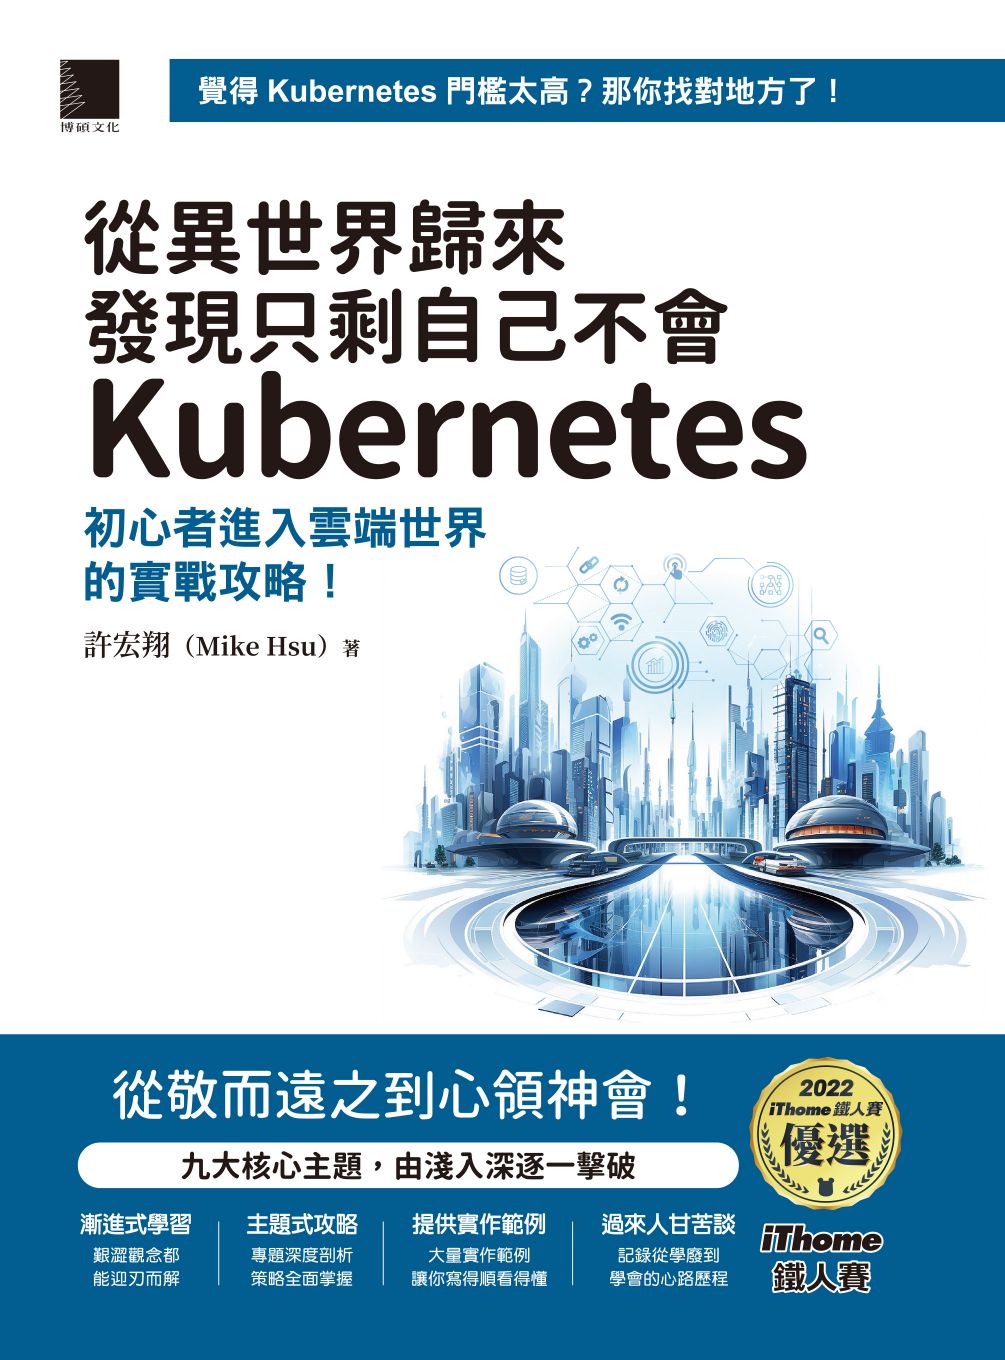 博碩文化
覺得 Kubernetes 門檻太高？那你找對地方了！
從異世界歸來
發現只剩自己不會
Kubernetes
初心者進入雲端世界
的實戰攻略！
許宏翔（Mike Hsu）著
從敬而遠之到心領神會！
九大核心主題，由淺入深逐一擊破
漸進式學習
艱澀觀念都
能迎刃而解
主題式攻略
專題深度剖析
策略全面掌握
提供實作範例
大量實作範例
讓你寫得順看得懂
過來人甘苦談
記錄從學廢到
學會的心路歷程
2022
iThome 鐵人賽
優選
iThome
鐵人賽